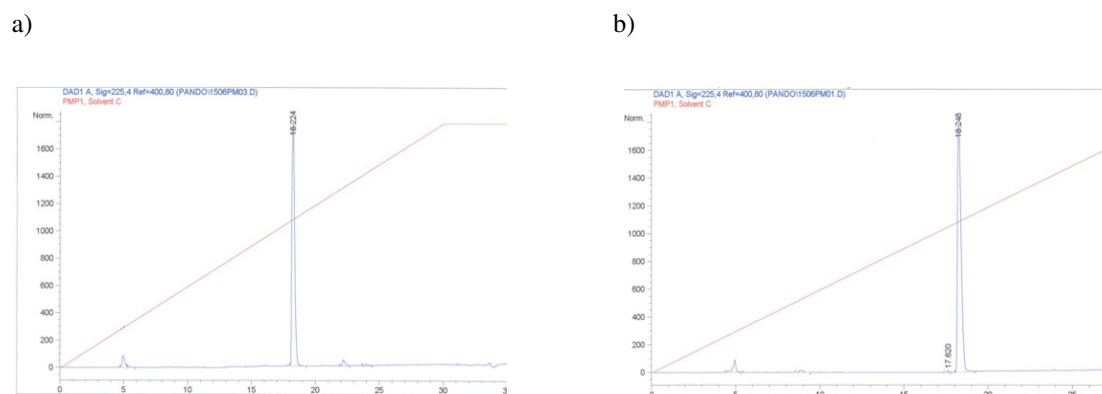 a)
b)
DAD1 A, Sig=225,4 Ref=400,80 (PANDO\1506PM03.D)
PMP1, Solvent C
Norm.
18.224
1600
1400
1200
1000
800
600
400
200
0
0 5 10 15 20 25 30 35
DAD1 A, Sig=225,4 Ref=400,80 (PANDO\1506PM01.D)
PMP1, Solvent C
Norm.
18.248
1600
1400
1200
1000
800
600
400
200
0
17.620
0 5 10 15 20 25